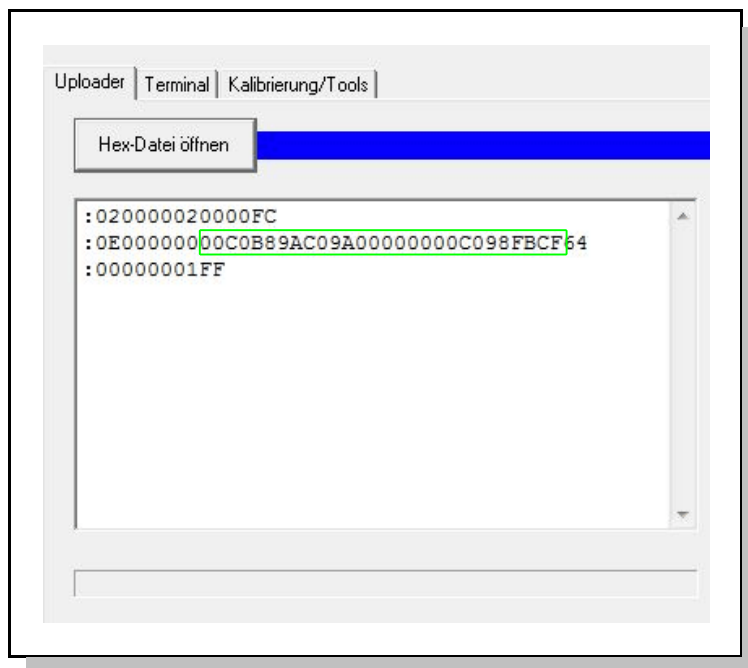 Uploader Terminal Kalibrierung/Tools
Hex-Datei öffnen
:020000020000FC
:0E00000000C0B89AC09A00000000C098FBCF64
:00000001FF